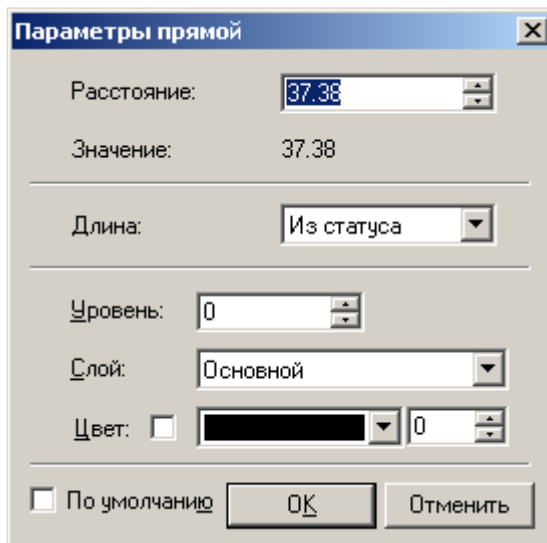 Параметры прямой
Расстояние: 37.38
Значение: 37.38
Длина: Из статуса
Уровень: 0
Слой: Основной
Цвет: 0
По умолчанию OK Отменить